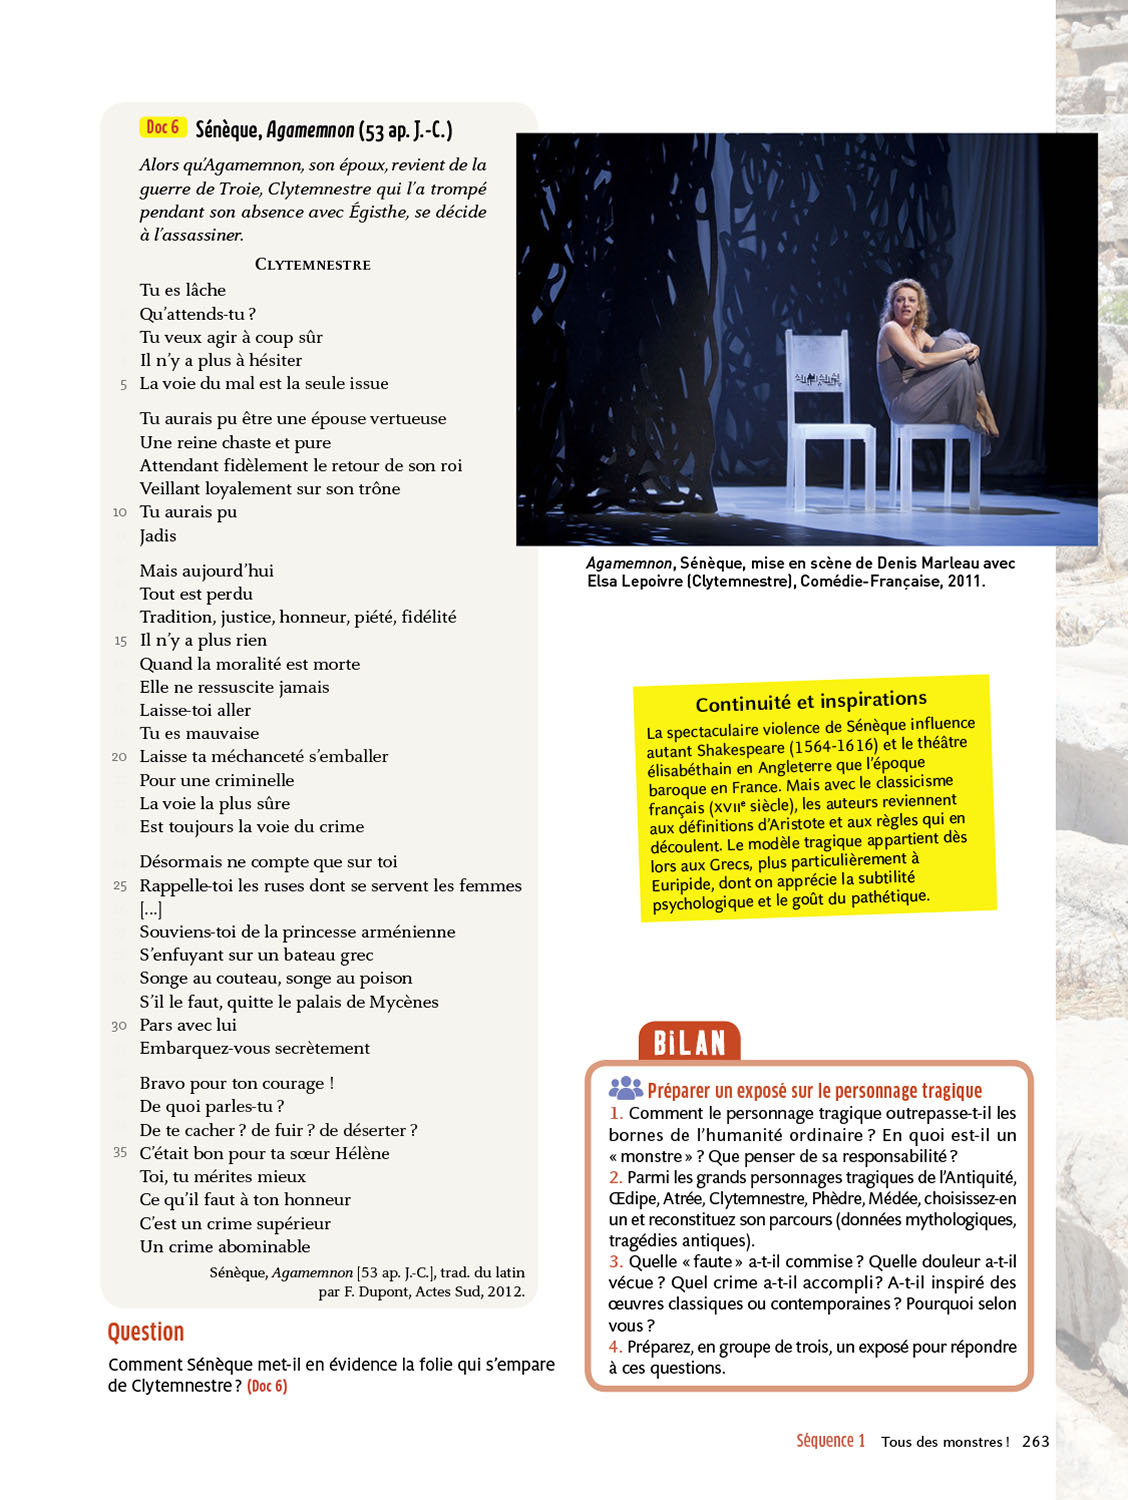 Doc 6 Sénèque, Agamemnon (53 ap. J.-C.)
Alors qu'Agamemnon, son époux, revient de la
guerre de Troie, Clytemnestre qui l'a trompé
pendant son absence avec Égisthe, se décide
à l'assassiner.
CLYTEMNESTRE
Tu es lâche
Qu'attends-tu ?
Tu veux agir à coup sûr
Il n'y a plus à hésiter
5 La voie du mal est la seule issue
Tu aurais pu être une épouse vertueuse
Une reine chaste et pure
Attendant fidèlement le retour de son roi
Veillant loyalement sur son trône
10 Tu aurais pu
Jadis
Mais aujourd'hui
Tout est perdu
Tradition, justice, honneur, piété, fidélité
15 Il n'y a plus rien
Quand la moralité est morte
Elle ne ressuscite jamais
Laisse-toi aller
Tu es mauvaise
20 Laisse ta méchanceté s'emballer
Pour une criminelle
La voie la plus sûre
Est toujours la voie du crime
Désormais ne compte que sur toi
25 Rappelle-toi les ruses dont se servent les femmes
[...]
Souviens-toi de la princesse arménienne
S'enfuyant sur un bateau grec
Songe au couteau, songe au poison
S'il le faut, quitte le palais de Mycènes
30 Pars avec lui
Embarquez-vous secrètement
Bravo pour ton courage !
De quoi parles-tu ?
De te cacher ? de fuir ? de déserter ?
35 C'était bon pour ta sœur Hélène
Toi, tu mérites mieux
Ce qu'il faut à ton honneur
C'est un crime supérieur
Un crime abominable
Sénèque, Agamemnon [53 ap. J.-C.], trad. du latin
par F. Dupont, Actes Sud, 2012.
Question
Comment Sénèque met-il en évidence la folie qui s'empare
de Clytemnestre ? (Doc 6)
Agamemnon, Sénèque, mise en scène de Denis Marleau avec
Elsa Lepoivre (Clytemnestre), Comédie-Française, 2011.
Continuité et inspirations
La spectaculaire violence de Sénèque influence
autant Shakespeare (1564-1616) et le théâtre
élisabéthain en Angleterre que l'époque
baroque en France. Mais avec le classicisme
français (XVIIe siècle), les auteurs reviennent
aux définitions d'Aristote et aux règles qui en
découlent. Le modèle tragique appartient dès
lors aux Grecs, plus particulièrement à
Euripide, dont on apprécie la subtilité
psychologique et le goût du pathétique.
BiLAN
Préparer un exposé sur le personnage tragique
1. Comment le personnage tragique outrepasse-t-il les
bornes de l'humanité ordinaire ? En quoi est-il un
« monstre » ? Que penser de sa responsabilité ?
2. Parmi les grands personnages tragiques de l'Antiquité,
Œdipe, Atrée, Clytemnestre, Phèdre, Médée, choisissez-en
un et reconstituez son parcours (données mythologiques,
tragédies antiques).
3. Quelle « faute » a-t-il commise ? Quelle douleur a-t-il
vécue ? Quel crime a-t-il accompli ? A-t-il inspiré des
œuvres classiques ou contemporaines ? Pourquoi selon
vous ?
4. Préparez, en groupe de trois, un exposé pour répondre
à ces questions.
Séquence 1 Tous des monstres ! 263